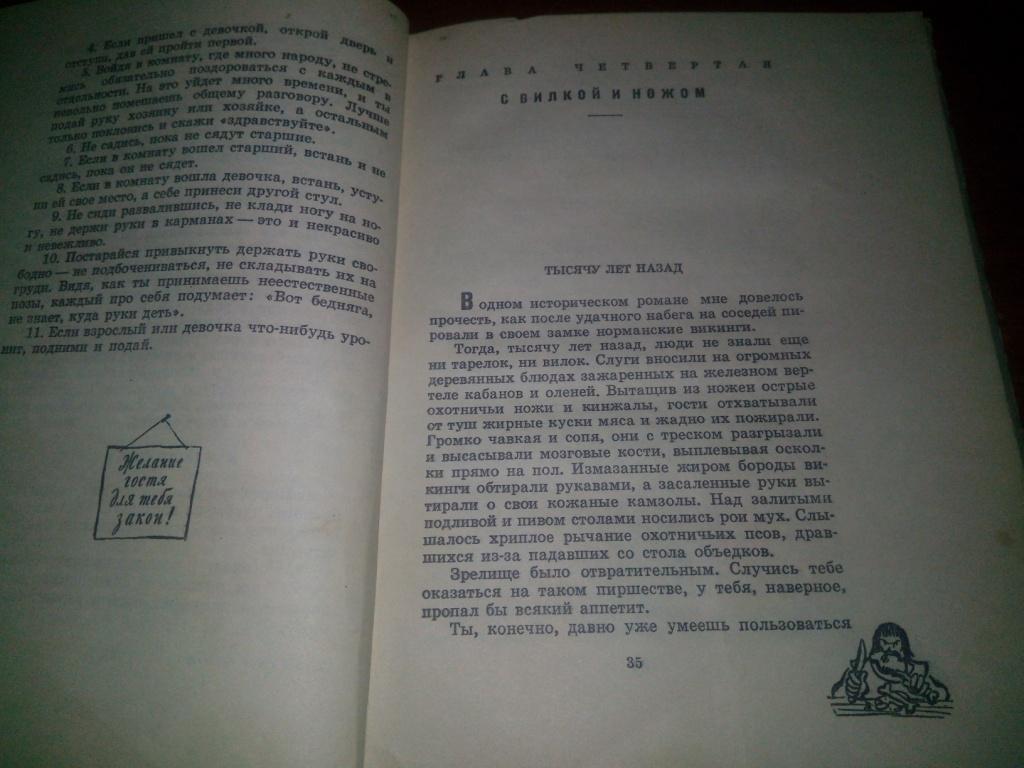 4. Если пришел с девочкой, открой дверь и
отступи, дав ей пройти первой.
5. Войдя в комнату, где много народу, не стре-
мись обязательно поздороваться с каждым в
отдельности. На это уйдет много времени, и ты
невольно помешаешь общему разговору. Лучше
подай руку хозяину или хозяйке, а остальным
только поклонись и скажи «здравствуйте».
6. Не садись, пока не сядут старшие.
7. Если в комнату вошел старший, встань и не
садись, пока он не сядет.
8. Если в комнату вошла девочка, встань, усту-
пи ей свое место, а себе принеси другой стул.
9. Не сиди развалившись, не клади ногу на но-
гу, не держи руки в карманах — это и некрасиво
и невежливо.
10. Постарайся привыкнуть держать руки сво-
бодно — не подбочениваться, не складывать их на
груди. Видя, как ты принимаешь неестественные
позы, каждый про себя подумает: «Вот бедняга,
не знает, куда руки деть».
11. Если взрослый или девочка что-нибудь уро-
нит, подними и подай.
Желание
гостя
для тебя
закон!
ГЛАВА ЧЕТВЕРТАЯ
С ВИЛКОЙ И НОЖОМ
ТЫСЯЧУ ЛЕТ НАЗАД
В одном историческом романе мне довелось
прочесть, как после удачного набега на соседей пи-
ровали в своем замке норманские викинги.
Тогда, тысячу лет назад, люди не знали еще
ни тарелок, ни вилок. Слуги вносили на огромных
деревянных блюдах зажаренных на железном вер-
теле кабанов и оленей. Вытащив из ножен острые
охотничьи ножи и кинжалы, гости отхватывали
от туш жирные куски мяса и жадно их пожирали.
Громко чавкая и сопя, они с треском разгрызали
и высасывали мозговые кости, выплевывая оскол-
ки прямо на пол. Измазанные жиром бороды ви-
кинги обтирали рукавами, а засаленные руки вы-
тирали о свои кожаные камзолы. Над залитыми
подливой и пивом столами носились рои мух. Слы-
шалось хриплое рычание охотничьих псов, драв-
шихся из-за падавших со стола объедков.
Зрелище было отвратительным. Случись тебе
оказаться на таком пиршестве, у тебя, наверное,
пропал бы всякий аппетит.
Ты, конечно, давно уже умеешь пользоваться
35